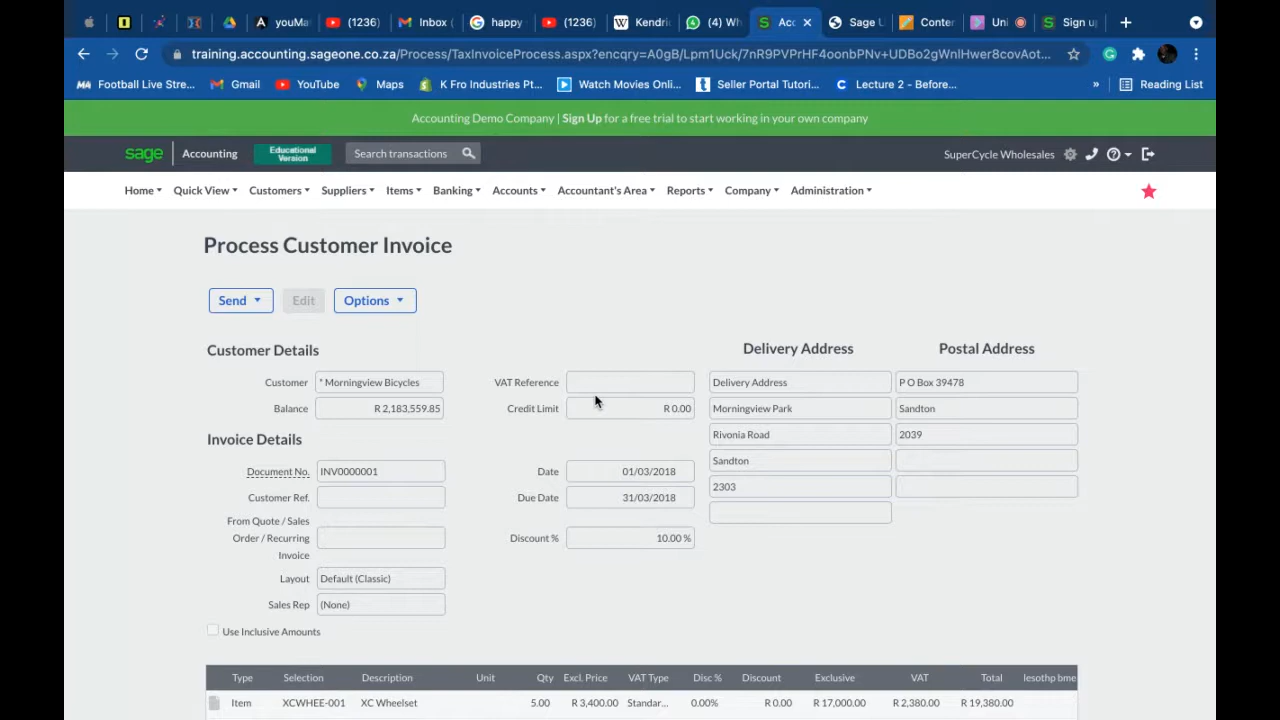 youMa
(1236)
Inbox (
happy
(1236)
Kendric
(4) Wh
Acc
Sage U
Conter
Uni
Sign up
training.accounting.sageone.co.za/Process/TaxInvoiceProcess.aspx?encqry=A0gB/Lpm1Uck/7nR9PVPrHF4oonbPNv+UDBo2gWnIHwer8covAot...
Football Live Stre...
Gmail
YouTube
Maps
K Fro Industries Pt...
Watch Movies Onli...
Seller Portal Tutori...
Lecture 2 - Before...
»
Reading List
Accounting Demo Company | Sign Up for a free trial to start working in your own company
sage
Accounting
Educational
Version
Search transactions
SuperCycle Wholesales
Home
Quick View
Customers
Suppliers
Items
Banking
Accounts
Accountant's Area
Reports
Company
Administration
Process Customer Invoice
Send
Edit
Options
Customer Details
Delivery Address
Postal Address
Customer * Morningview Bicycles
VAT Reference
Delivery Address
P O Box 39478
Balance R 2,183,559.85
Credit Limit R 0.00
Morningview Park
Sandton
Invoice Details
Rivonia Road
2039
Sandton
Document No. INV0000001
Date 01/03/2018
2303
Customer Ref.
Due Date 31/03/2018
From Quote / Sales
Order / Recurring
Invoice
Discount % 10.00 %
Layout Default (Classic)
Sales Rep (None)
Use Inclusive Amounts
Type Selection Description Unit Qty Excl. Price VAT Type Disc % Discount Exclusive VAT Total lesothp bme
Item XCWHEE-001 XC Wheelset 5.00 R 3,400.00 Standar... 0.00% R 0.00 R 17,000.00 R 2,380.00 R 19,380.00